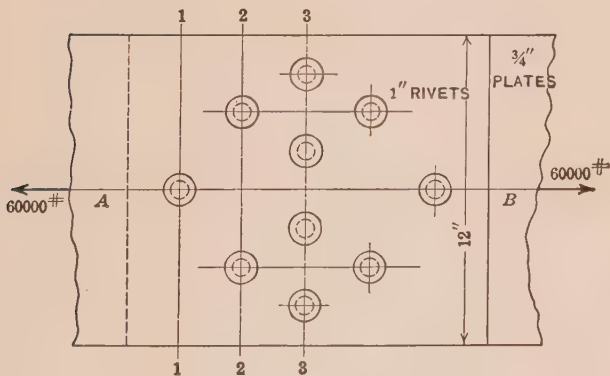 1 2 3
3/4"
PLATES
1" RIVETS
60000#
A
B
60000#
12"
1 2 3